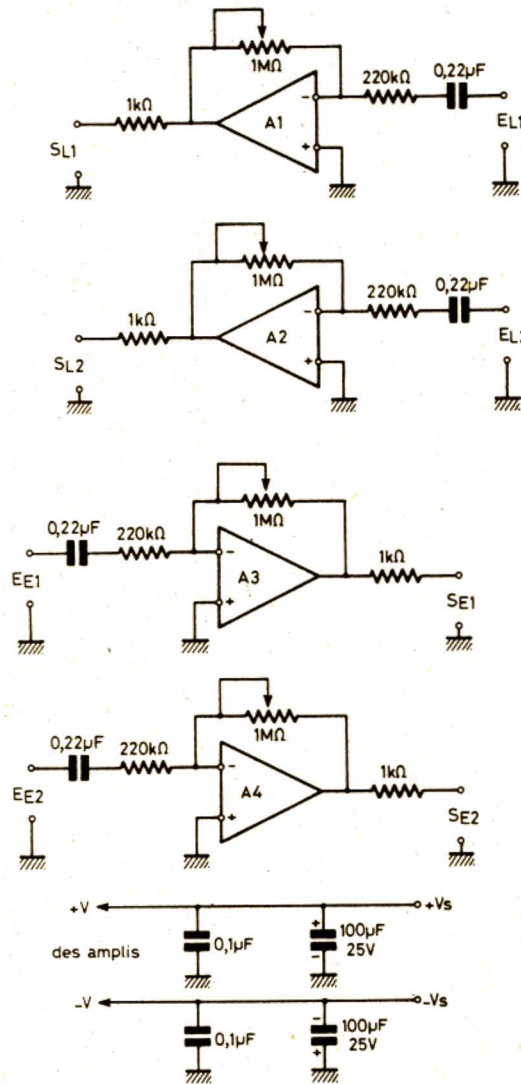 1MΩ
0,22µF
1kΩ
220kΩ
−
A1
+
SL1
EL1
1MΩ
0,22µF
1kΩ
220kΩ
−
A2
+
SL2
1MΩ
0,22µF
220kΩ
−
1kΩ
A3
EE1
+
SE1
1MΩ
0,22µF
220kΩ
−
1kΩ
A4
EE2
+
SE2
+V
+Vs
+
0,1µF
100µF
des amplis
−
25V
−V
−Vs
−
0,1µF
100µF
+
25V